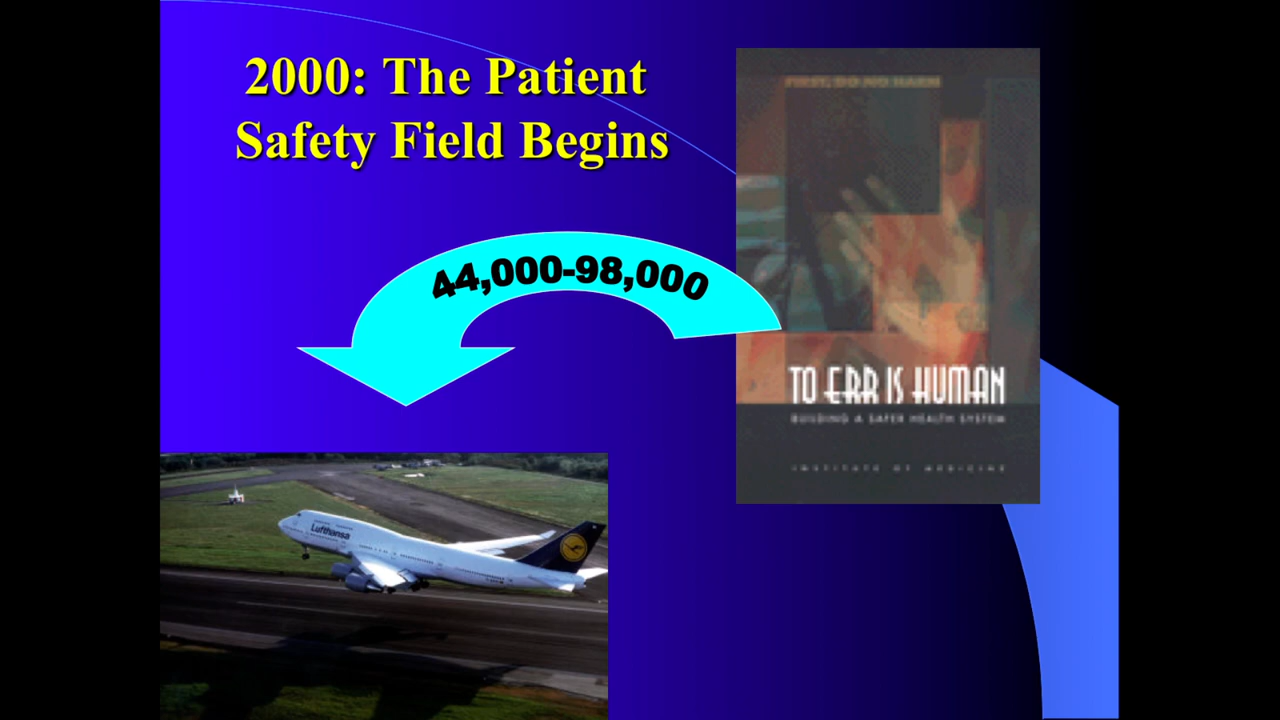 2000: The Patient
Safety Field Begins
FIRST, DO NO HARM
44,000-98,000
TO ERR IS HUMAN
BUILDING A SAFER HEALTH SYSTEM
INSTITUTE OF MEDICINE
Lufthansa